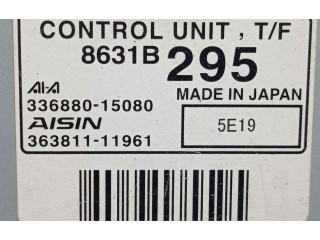 CONTROL UNIT, T/F
8631B 295
AI-A
336880-15080 MADE IN JAPAN
AISIN 5E19
363811-11961